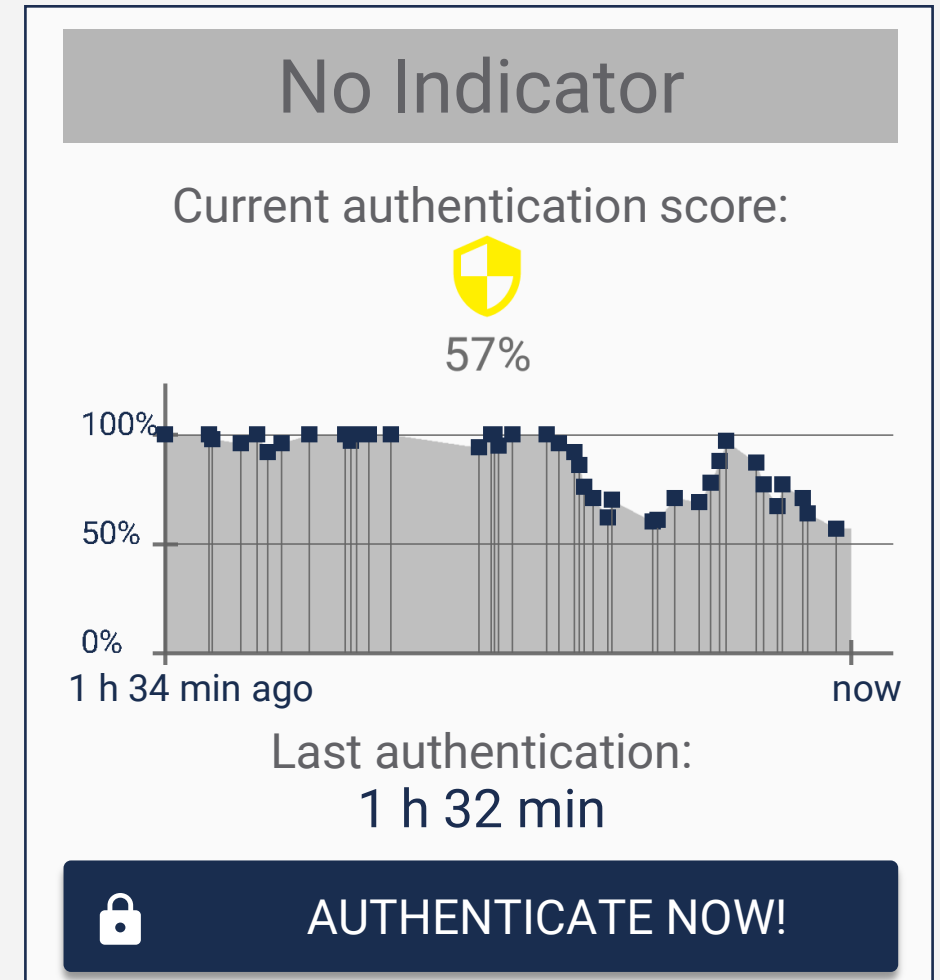 No Indicator
Current authentication score:
57%
100%
50%
0%
1 h 34 min ago now
Last authentication:
1 h 32 min
AUTHENTICATE NOW!